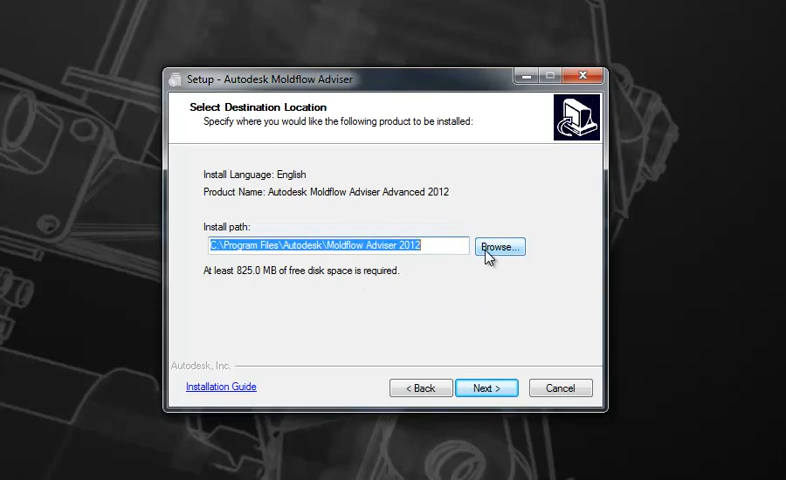 Setup - Autodesk Moldflow Adviser
Select Destination Location
Specify where you would like the following product to be installed:
Install Language: English
Product Name: Autodesk Moldflow Adviser Advanced 2012
Install path:
C:\Program Files\Autodesk\Moldflow Adviser 2012
Browse...
At least 825.0 MB of free disk space is required.
Autodesk, Inc.
Installation Guide
< Back
Next >
Cancel